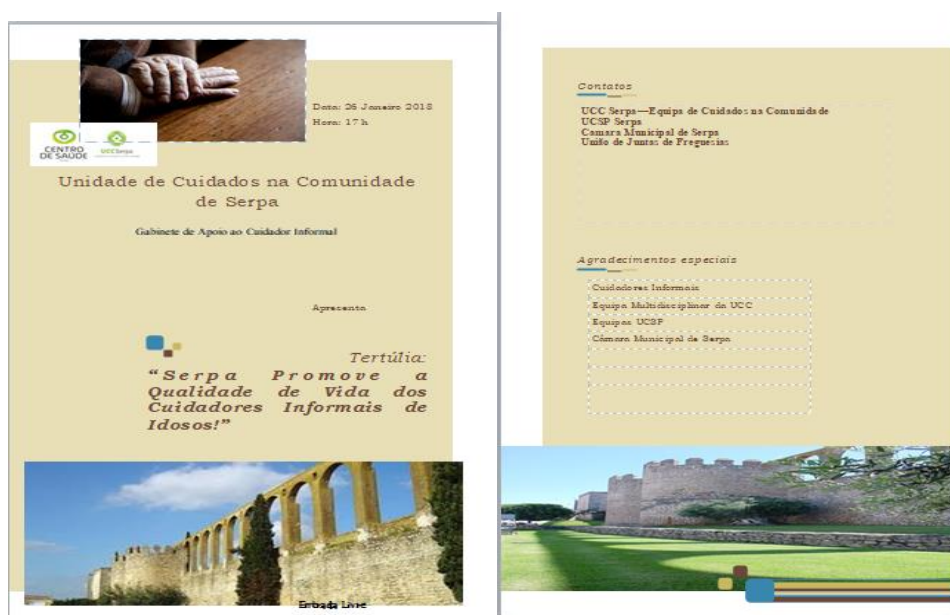 Data: 26 Janeiro 2018
Hora: 17 h
CENTRO
DE SAÚDE
UCCSerpa
Unidade de Cuidados na Comunidade
de Serpa
Gabinete de Apoio ao Cuidador Informal
Apresenta
Tertúlia:
“Serpa Promove a
Qualidade de Vida dos
Cuidadores Informais de
Idosos!”
Entrada Livre
Contatos
UCC Serpa—Equipa de Cuidados na Comunidade
UCSP Serpa
Camara Municipal de Serpa
União de Juntas de Freguesias
Agradecimentos especiais
Cuidadores Informais
Equipa Multidisciplinar da UCC
Equipas UCSP
Câmara Municipal de Serpa